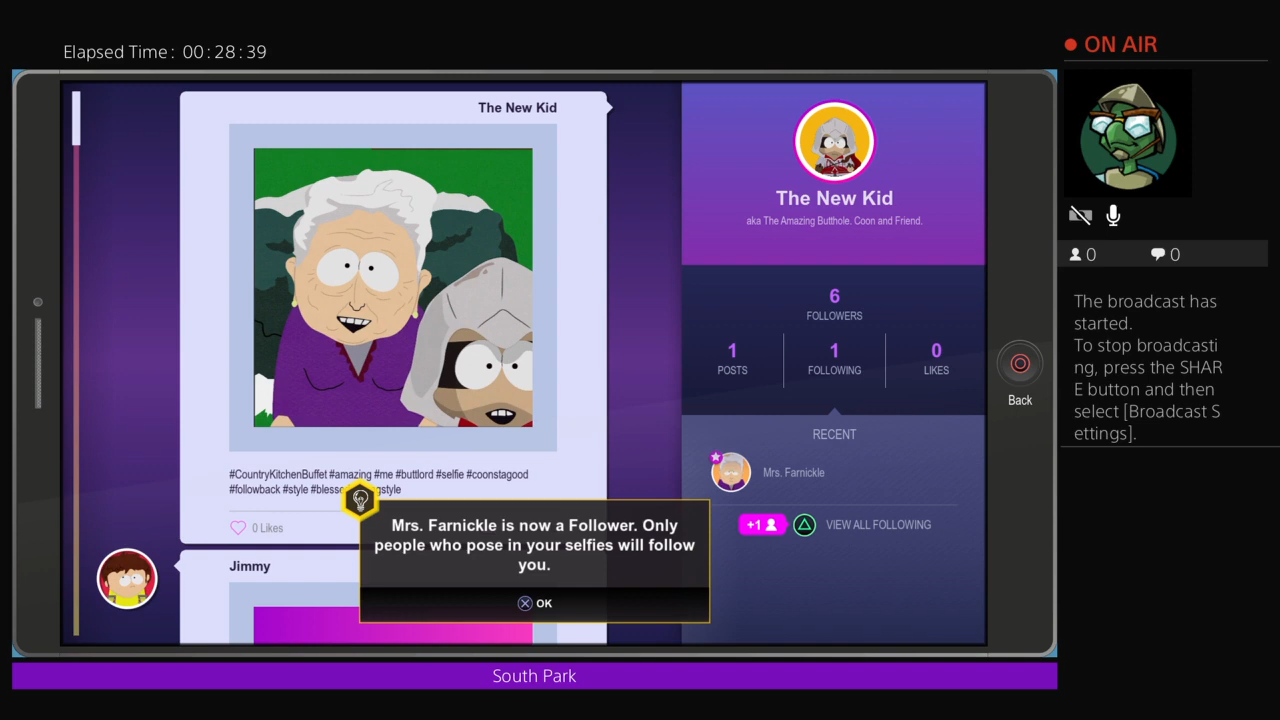 Elapsed Time: 00:28:39
ON AIR
The New Kid
#CountryKitchenBuffet #amazing #me #buttlord #selfie #coonstagood
#followback #style #blesse gstyle
0 Likes
Jimmy
The New Kid
aka The Amazing Butthole. Coon and Friend.
6
FOLLOWERS
1
POSTS
1
FOLLOWING
0
LIKES
RECENT
Mrs. Farnickle
+1
VIEW ALL FOLLOWING
Mrs. Farnickle is now a Follower. Only
people who pose in your selfies will follow
you.
OK
Back
0
0
The broadcast has
started.
To stop broadcasti
ng, press the SHAR
E button and then
select [Broadcast S
ettings].
South Park